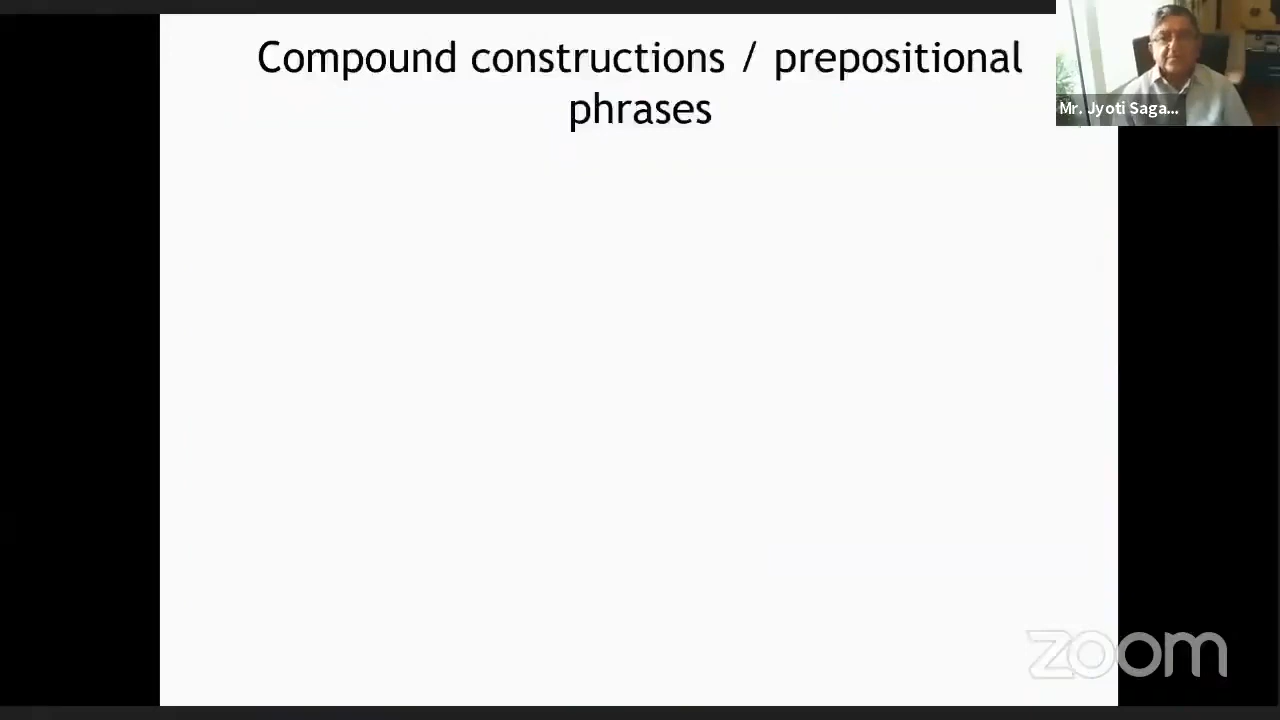 Compound constructions / prepositional
phrases
Mr. Jyoti Saga...
zoom